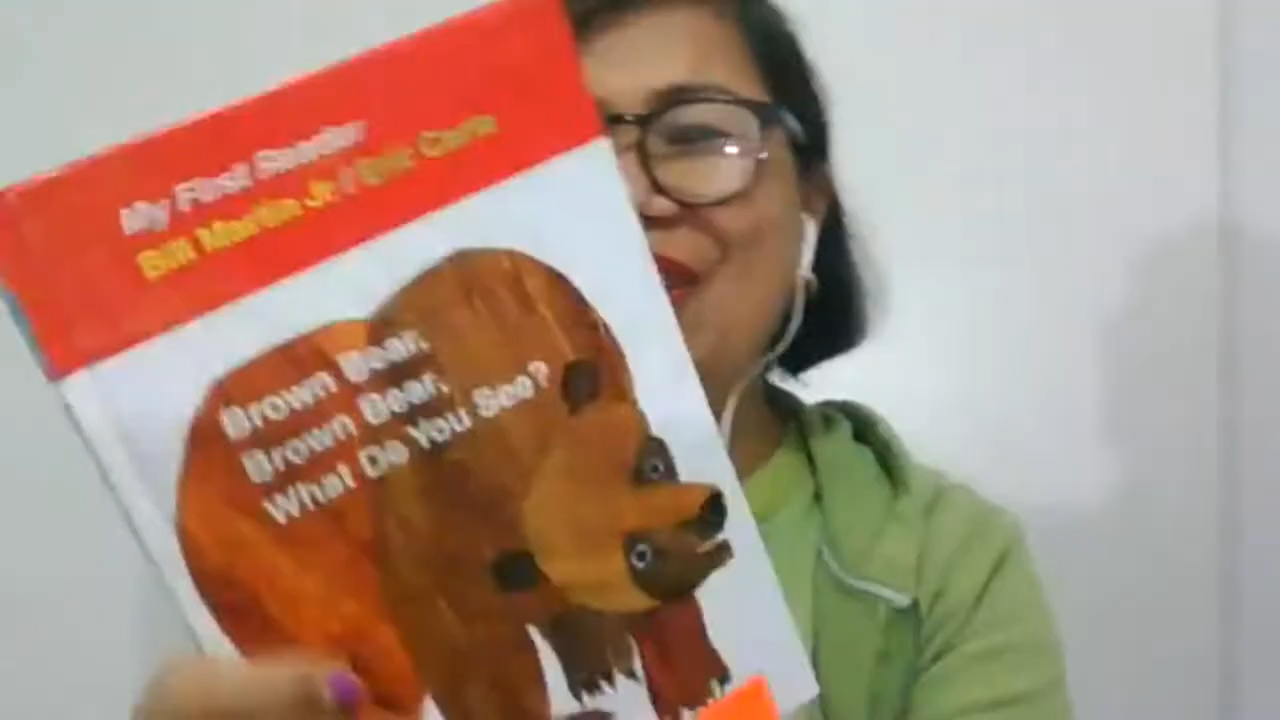 My First Reader
Bill Martin Jr / Eric Carle
Brown Bear,
Brown Bear,
What Do You See?